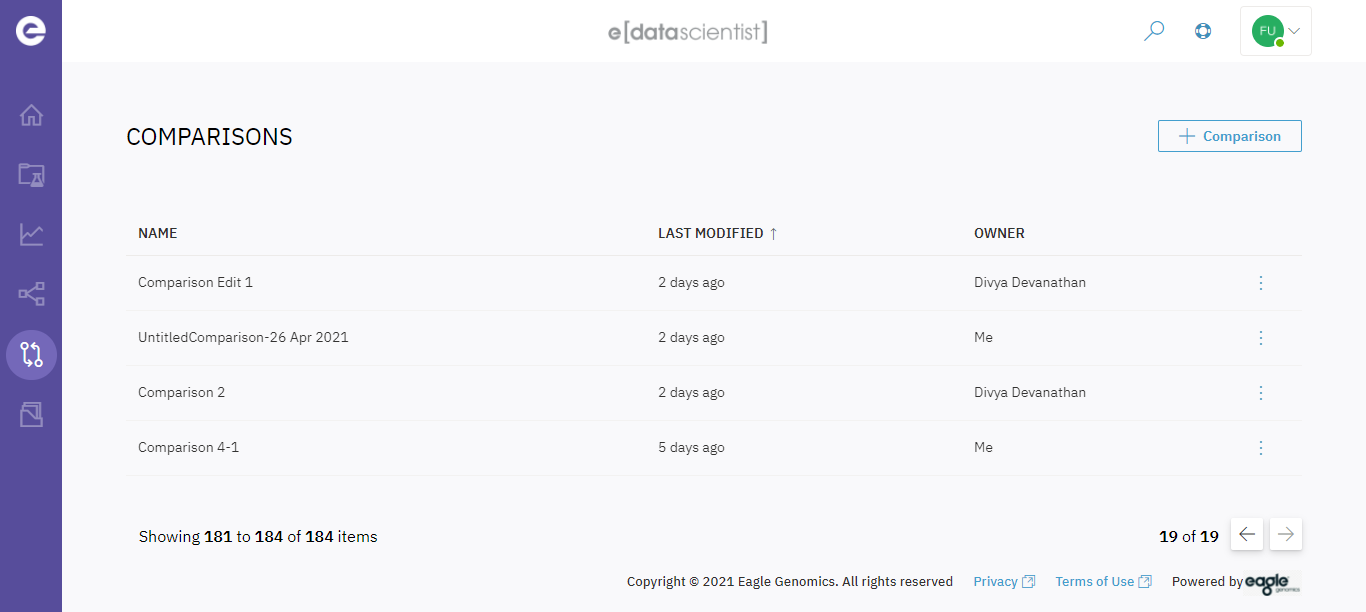 e
e[datascientist]
FU
COMPARISONS
Comparison
NAME LAST MODIFIED ↑ OWNER
Comparison Edit 1 2 days ago Divya Devanathan
UntitledComparison-26 Apr 2021 2 days ago Me
Comparison 2 2 days ago Divya Devanathan
Comparison 4-1 5 days ago Me
Showing 181 to 184 of 184 items 19 of 19
Copyright © 2021 Eagle Genomics. All rights reserved Privacy Terms of Use Powered by eagle genomics